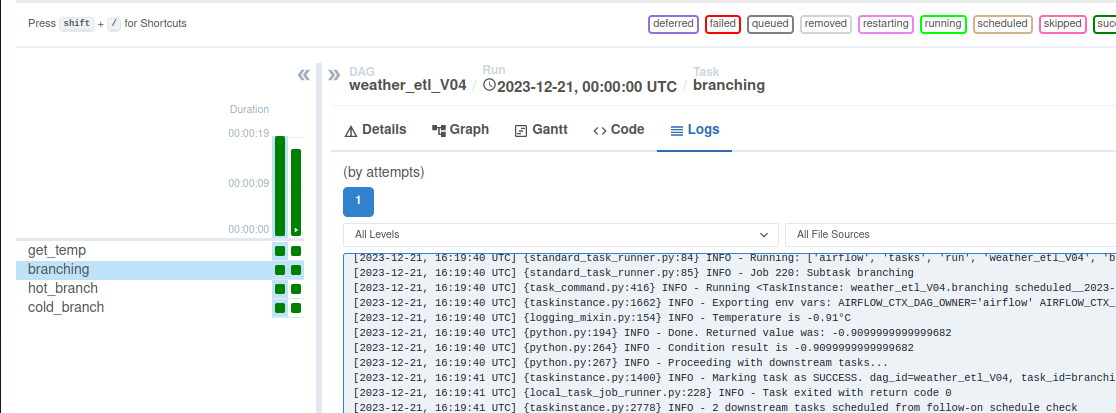 Press shift + / for Shortcuts
deferred failed queued removed restarting running scheduled skipped succ
DAG Run Task
weather_etl_V04 / 2023-12-21, 00:00:00 UTC / branching
Duration
00:00:19
00:00:09
00:00:00
Details Graph Gantt Code Logs
(by attempts)
1
All Levels All File Sources
get_temp
branching
hot_branch
cold_branch
[2023-12-21, 16:19:40 UTC] {standard_task_runner.py:84} INFO - Running: ['airflow', 'tasks', 'run', 'weather_etl_V04', 'b
[2023-12-21, 16:19:40 UTC] {standard_task_runner.py:85} INFO - Job 220: Subtask branching
[2023-12-21, 16:19:40 UTC] {task_command.py:416} INFO - Running <TaskInstance: weather_etl_V04.branching scheduled__2023-
[2023-12-21, 16:19:40 UTC] {taskinstance.py:1662} INFO - Exporting env vars: AIRFLOW_CTX_DAG_OWNER='airflow' AIRFLOW_CTX_
[2023-12-21, 16:19:40 UTC] {logging_mixin.py:154} INFO - Temperature is -0.91°C
[2023-12-21, 16:19:40 UTC] {python.py:194} INFO - Done. Returned value was: -0.9099999999999682
[2023-12-21, 16:19:40 UTC] {python.py:264} INFO - Condition result is -0.9099999999999682
[2023-12-21, 16:19:40 UTC] {python.py:267} INFO - Proceeding with downstream tasks...
[2023-12-21, 16:19:41 UTC] {taskinstance.py:1400} INFO - Marking task as SUCCESS. dag_id=weather_etl_V04, task_id=branchi
[2023-12-21, 16:19:41 UTC] {local_task_job_runner.py:228} INFO - Task exited with return code 0
[2023-12-21, 16:19:41 UTC] {taskinstance.py:2778} INFO - 2 downstream tasks scheduled from follow-on schedule check